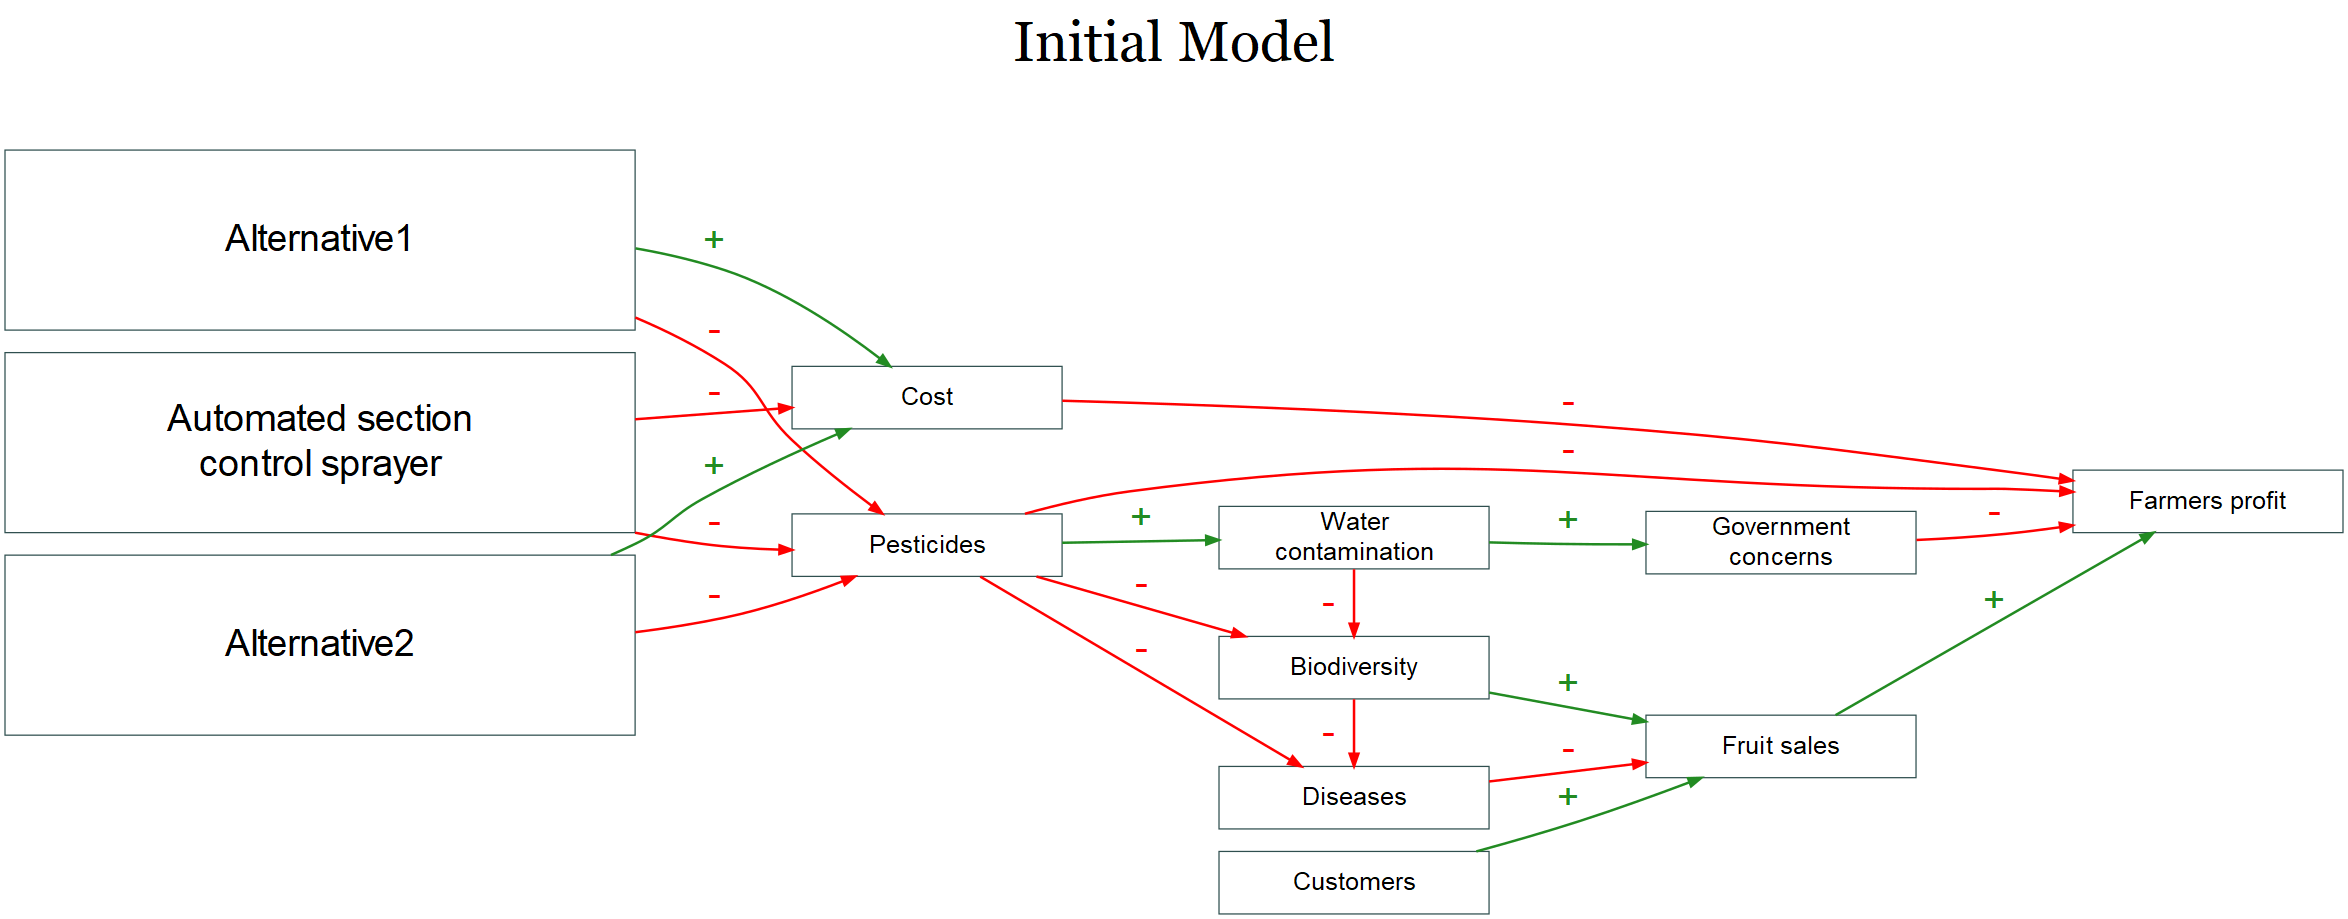 Initial Model
Alternative1
+
-
Automated section
control sprayer
-
+
-
Alternative2
-
Cost
-
-
Pesticides
+
-
-
Water
contamination
+
-
Government
concerns
-
Farmers profit
+
Biodiversity
+
-
Fruit sales
-
Diseases
+
Customers